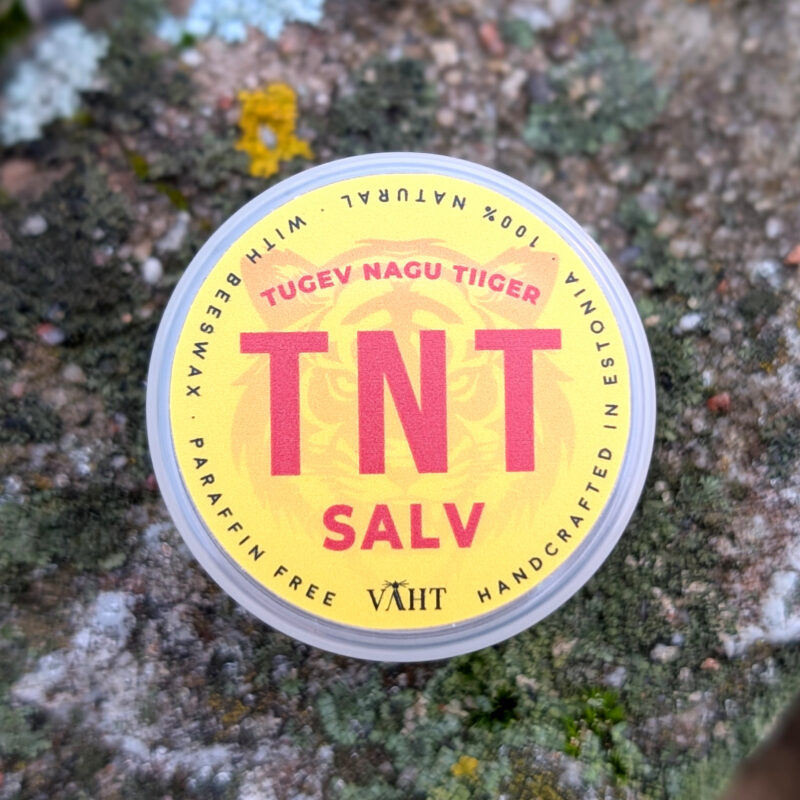 TUGEV NAGU TIIGER
TNT
SALV
VAHT
HANDCRAFTED IN ESTONIA
100% NATURAL · WITH BEESWAX · PARAFFIN FREE